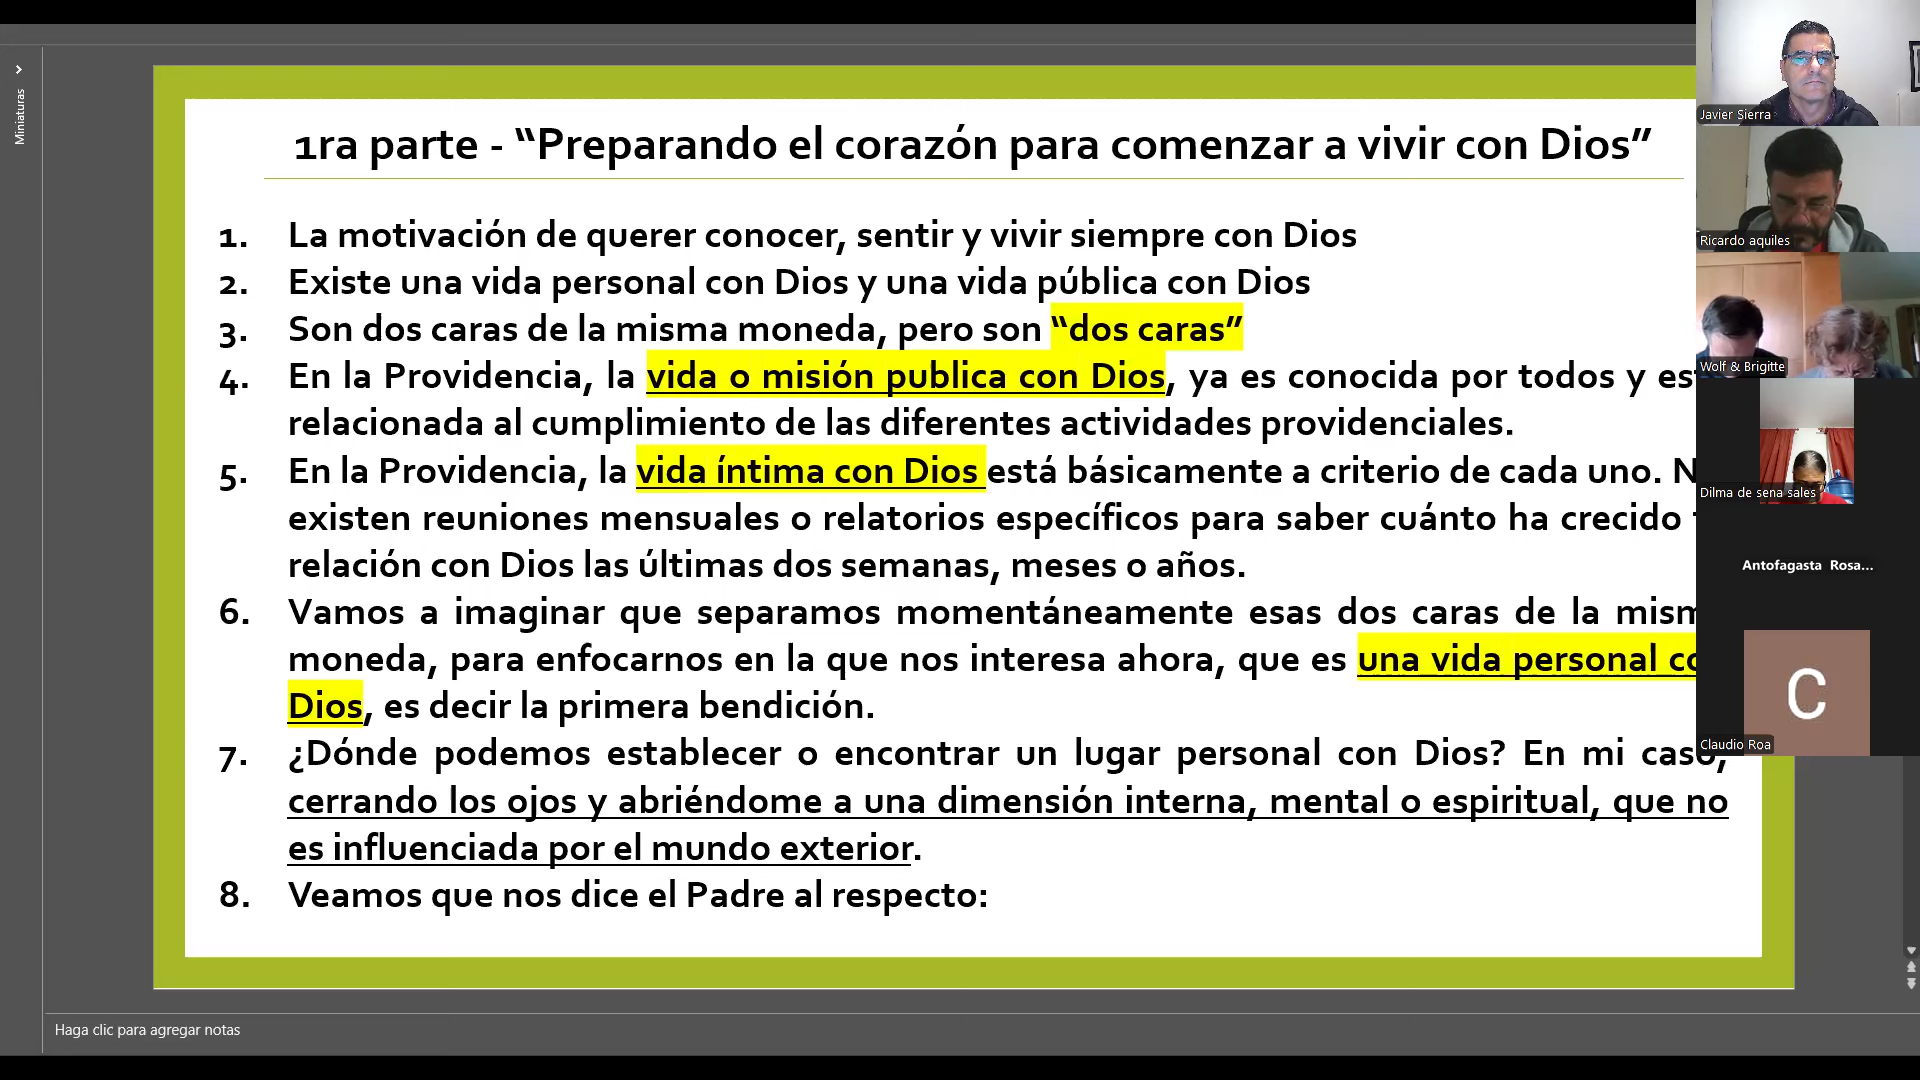 Miniaturas
1ra parte - “Preparando el corazón para comenzar a vivir con Dios”
1. La motivación de querer conocer, sentir y vivir siempre con Dios
2. Existe una vida personal con Dios y una vida pública con Dios
3. Son dos caras de la misma moneda, pero son “dos caras”
4. En la Providencia, la vida o misión publica con Dios, ya es conocida por todos y
relacionada al cumplimiento de las diferentes actividades providenciales.
5. En la Providencia, la vida íntima con Dios está básicamente a criterio de cada uno.
existen reuniones mensuales o relatorios específicos para saber cuánto ha crecido
relación con Dios las últimas dos semanas, meses o años.
6. Vamos a imaginar que separamos momentáneamente esas dos caras de la
moneda, para enfocarnos en la que nos interesa ahora, que es una vida personal
Dios, es decir la primera bendición.
7. ¿Dónde podemos establecer o encontrar un lugar personal con Dios? En mi caso,
cerrando los ojos y abriéndome a una dimensión interna, mental o espiritual, que no
es influenciada por el mundo exterior.
8. Veamos que nos dice el Padre al respecto:
Haga clic para agregar notas
Javier Sierra
Ricardo aquiles
Wolf & Brigitte
Dilma de sena sales
Antofagasta Rosa...
C
Claudio Roa